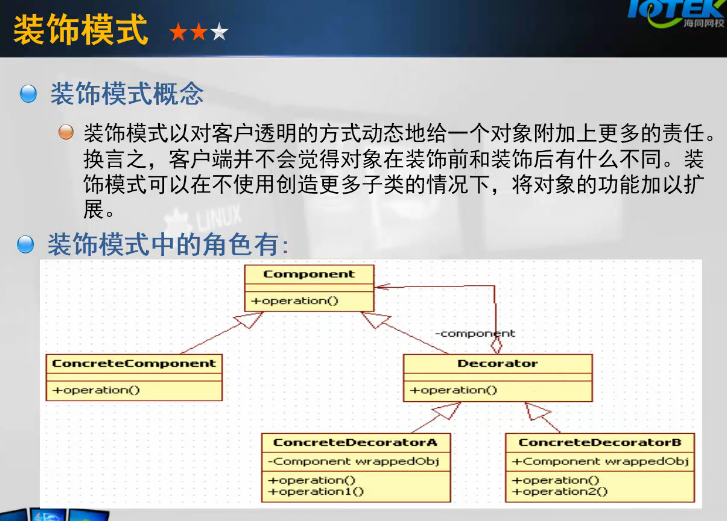 装饰模式
IOTEK
海同网校
装饰模式概念
装饰模式以对客户透明的方式动态地给一个对象附加上更多的责任。
换言之，客户端并不会觉得对象在装饰前和装饰后有什么不同。装
饰模式可以在不使用创造更多子类的情况下，将对象的功能加以扩
展。
LINUX
装饰模式中的角色有:
Component
+operation()
-component
ConcreteComponent
+operation()
Decorator
+operation()
ConcreteDecoratorA
-Component wrappedObj
+operation()
+operation1()
ConcreteDecoratorB
+Component wrappedObj
+operation()
+operation2()